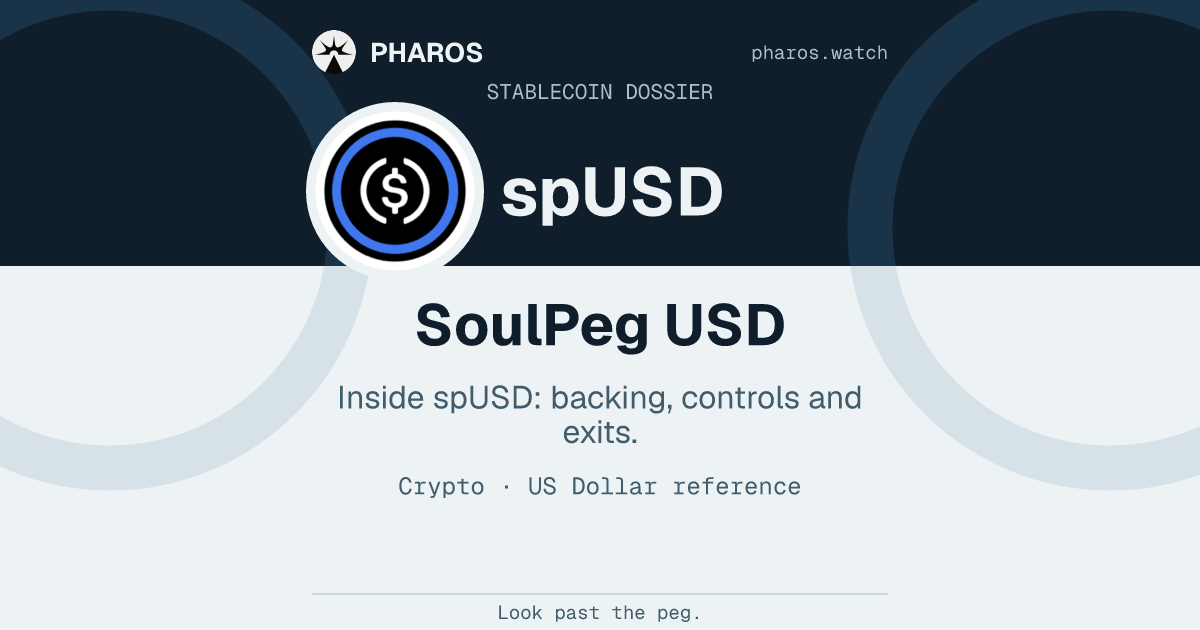 PHAROS
pharos.watch
STABLECOIN DOSSIER
$
spUSD
SoulPeg USD
Inside spUSD: backing, controls and
exits.
Crypto · US Dollar reference
Look past the peg.